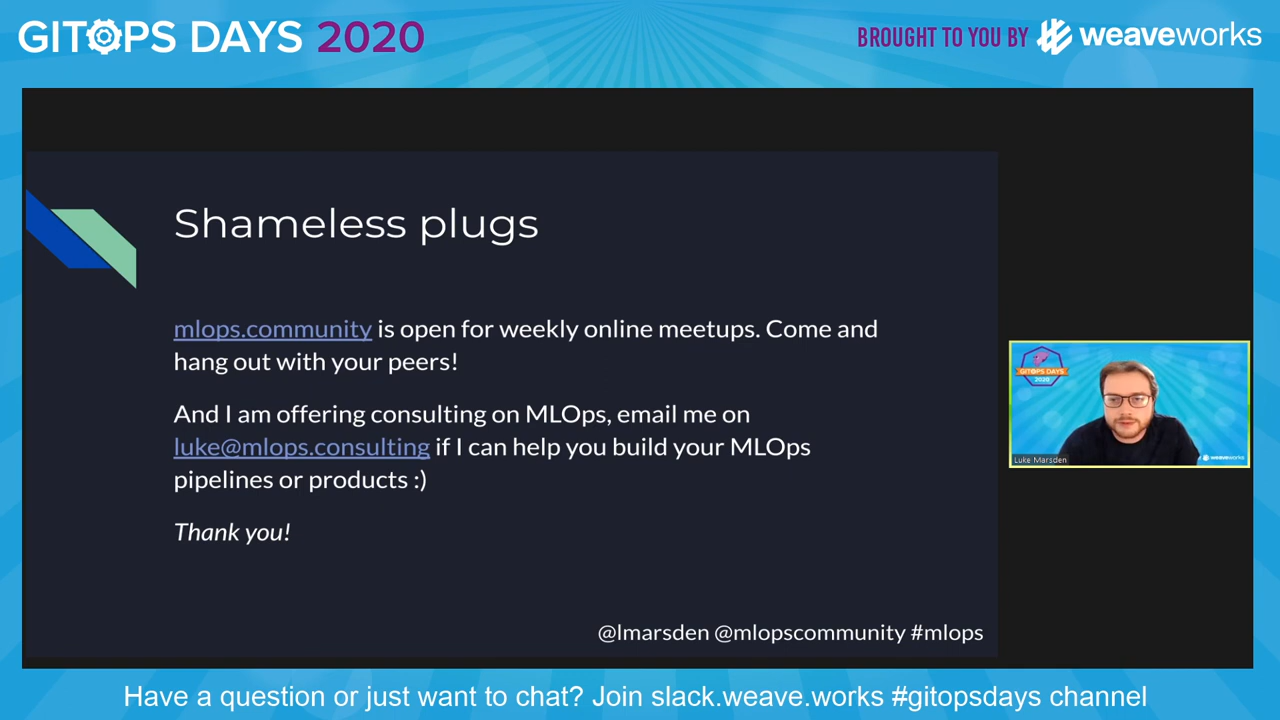 GITOPS DAYS 2020
BROUGHT TO YOU BY weaveworks
Shameless plugs
mlops.community is open for weekly online meetups. Come and
hang out with your peers!
And I am offering consulting on MLOps, email me on
luke@mlops.consulting if I can help you build your MLOps
pipelines or products :)
Thank you!
@lmarsden @mlopscommunity #mlops
GITOPS DAYS
2020
Luke Marsden
weaveworks
Have a question or just want to chat? Join slack.weave.works #gitopsdays channel